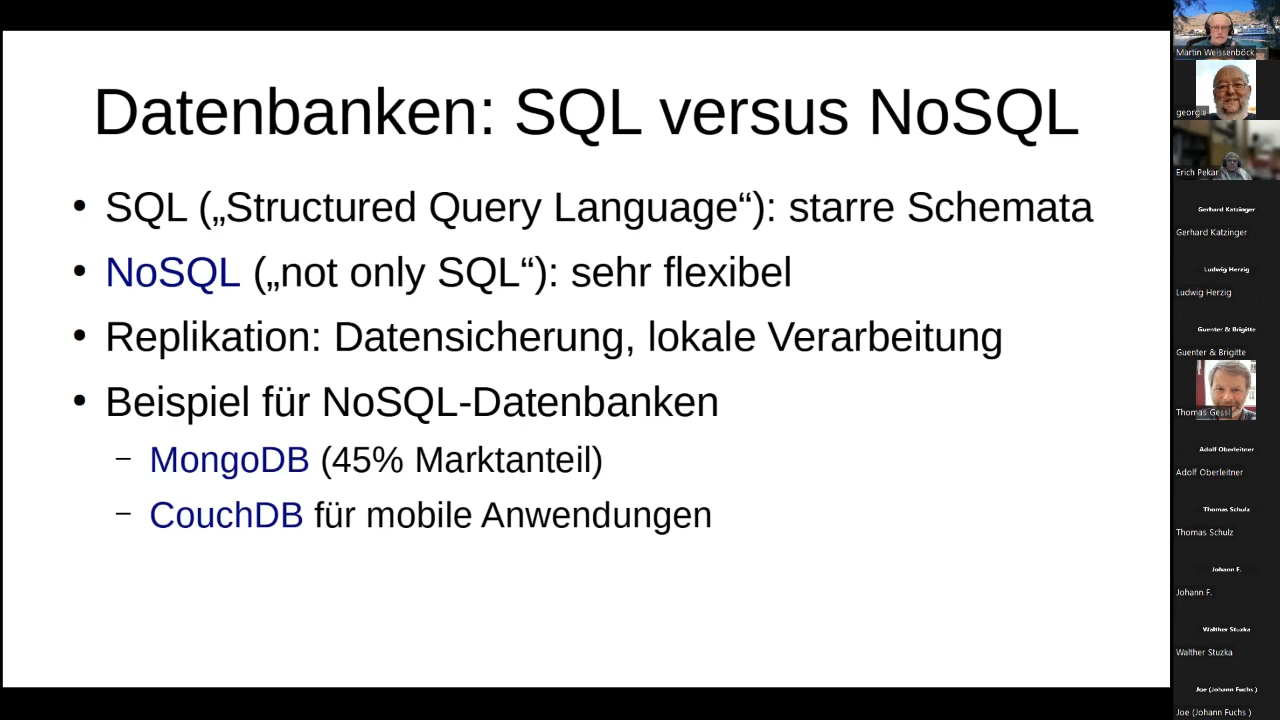 Datenbanken: SQL versus NoSQL
• SQL („Structured Query Language“): starre Schemata
• NoSQL („not only SQL“): sehr flexibel
• Replikation: Datensicherung, lokale Verarbeitung
• Beispiel für NoSQL-Datenbanken
– MongoDB (45% Marktanteil)
– CouchDB für mobile Anwendungen
Martin Weissenböck
georgie
Erich Pekar
Gerhard Katzinger
Gerhard Katzinger
Ludwig Herzig
Ludwig Herzig
Guenter & Brigitte
Guenter & Brigitte
Thomas Gessl
Adolf Oberleitner
Adolf Oberleitner
Thomas Schulz
Thomas Schulz
Johann F.
Johann F.
Walther Stuzka
Walther Stuzka
Joe (Johann Fuchs )
Joe (Johann Fuchs )